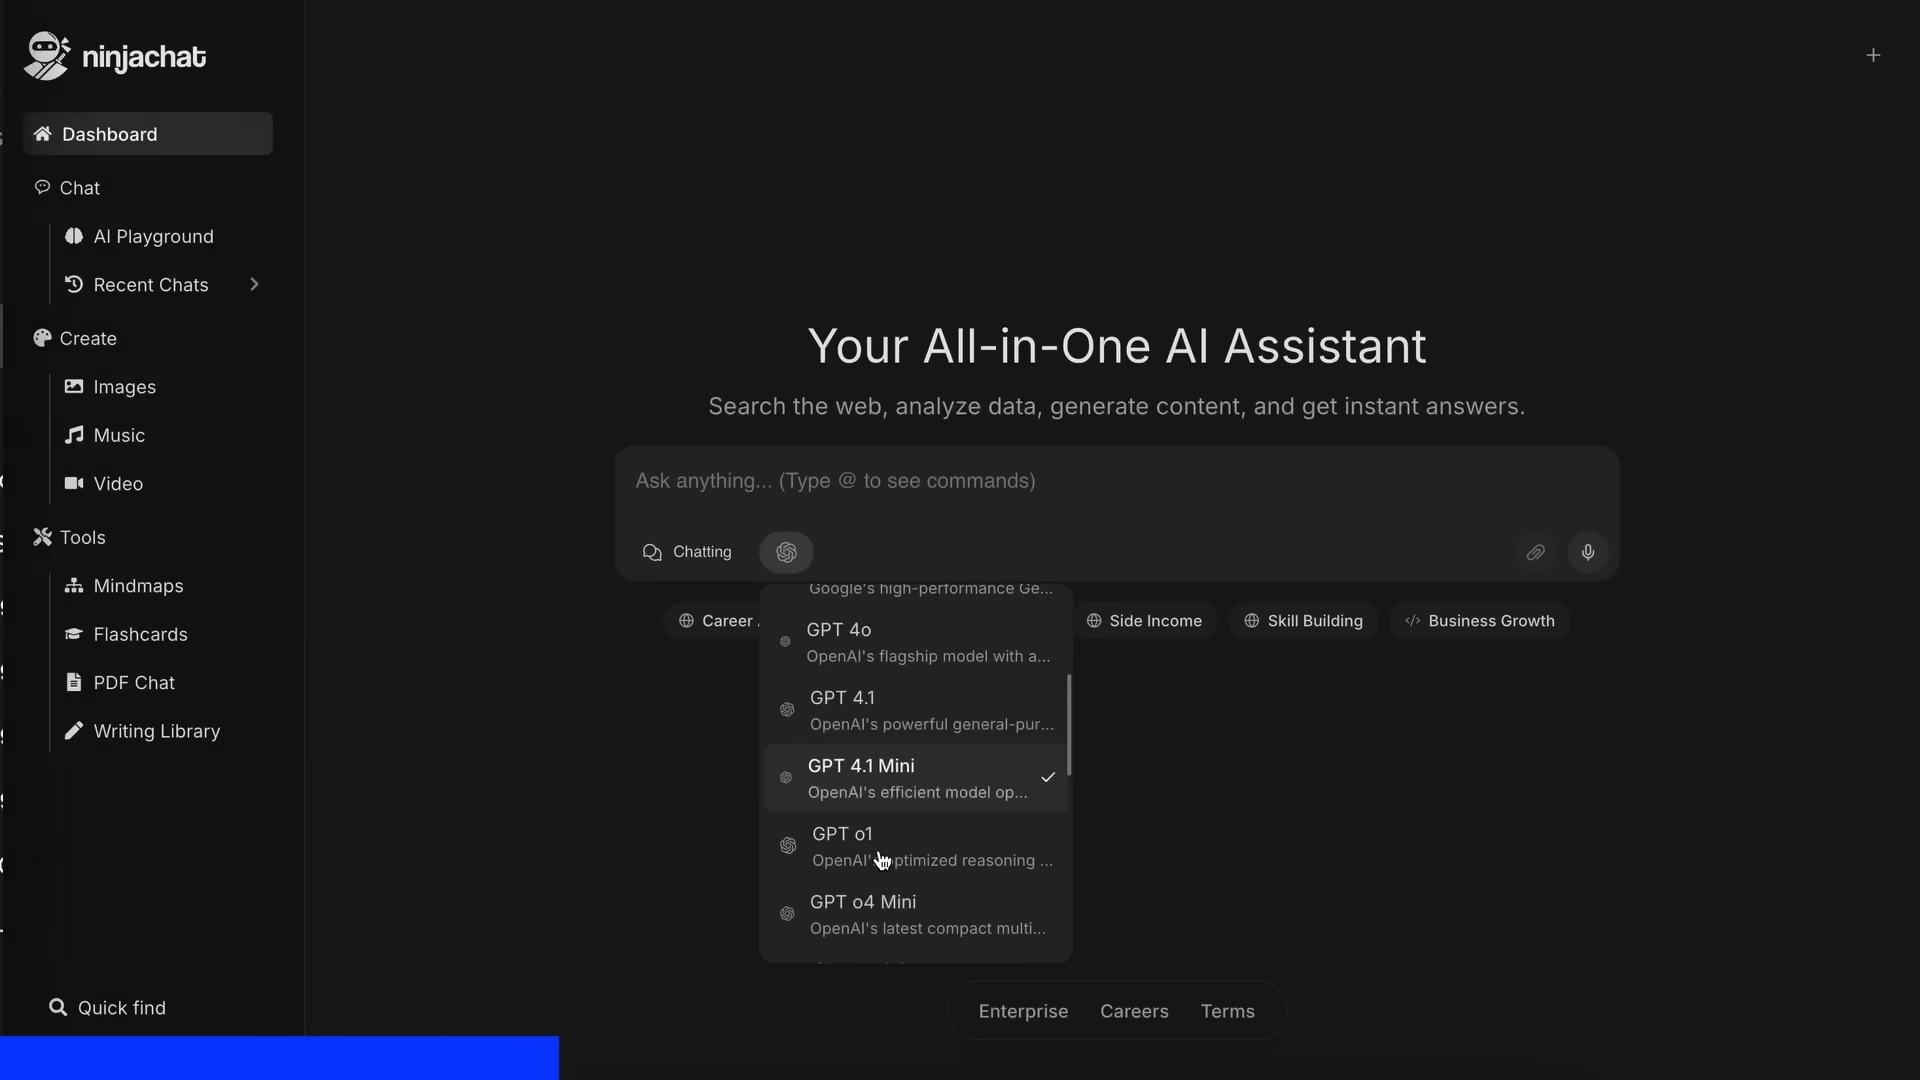 ninjachat
Dashboard
Chat
AI Playground
Recent Chats
Create
Images
Music
Video
Tools
Mindmaps
Flashcards
PDF Chat
Writing Library
Quick find
Your All-in-One AI Assistant
Search the web, analyze data, generate content, and get instant answers.
Ask anything... (Type @ to see commands)
Chatting
Career
Side Income
Skill Building
Business Growth
Google's high-performance Ge...
GPT 4o
OpenAI's flagship model with a...
GPT 4.1
OpenAI's powerful general-pur...
GPT 4.1 Mini
OpenAI's efficient model op...
GPT o1
OpenAI' ptimized reasoning ...
GPT o4 Mini
OpenAI's latest compact multi...
Enterprise Careers Terms